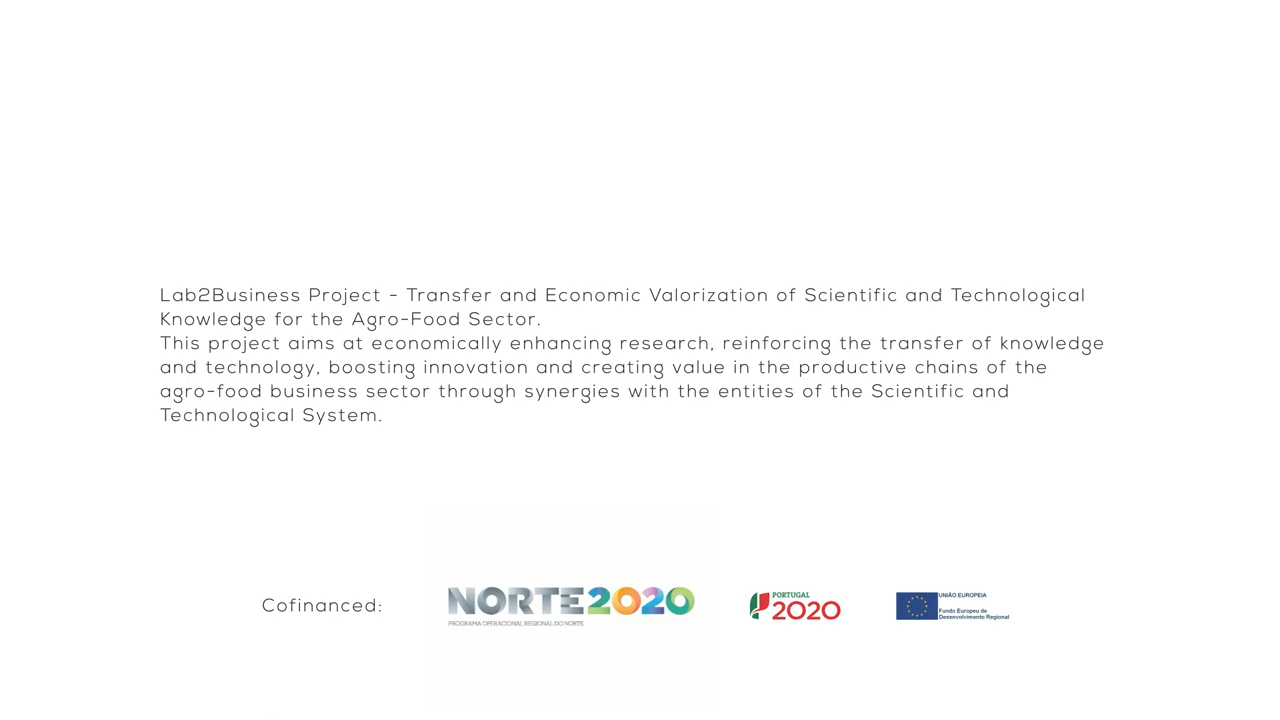 Lab2Business Project - Transfer and Economic Valorization of Scientific and Technological
Knowledge for the Agro-Food Sector.
This project aims at economically enhancing research, reinforcing the transfer of knowledge
and technology, boosting innovation and creating value in the productive chains of the
agro-food business sector through synergies with the entities of the Scientific and
Technological System.
Cofinanced:
NORTE2020
PROGRAMA OPERACIONAL REGIONAL DO NORTE
PORTUGAL
2020
UNIÃO EUROPEIA
Fundo Europeu de
Desenvolvimento Regional